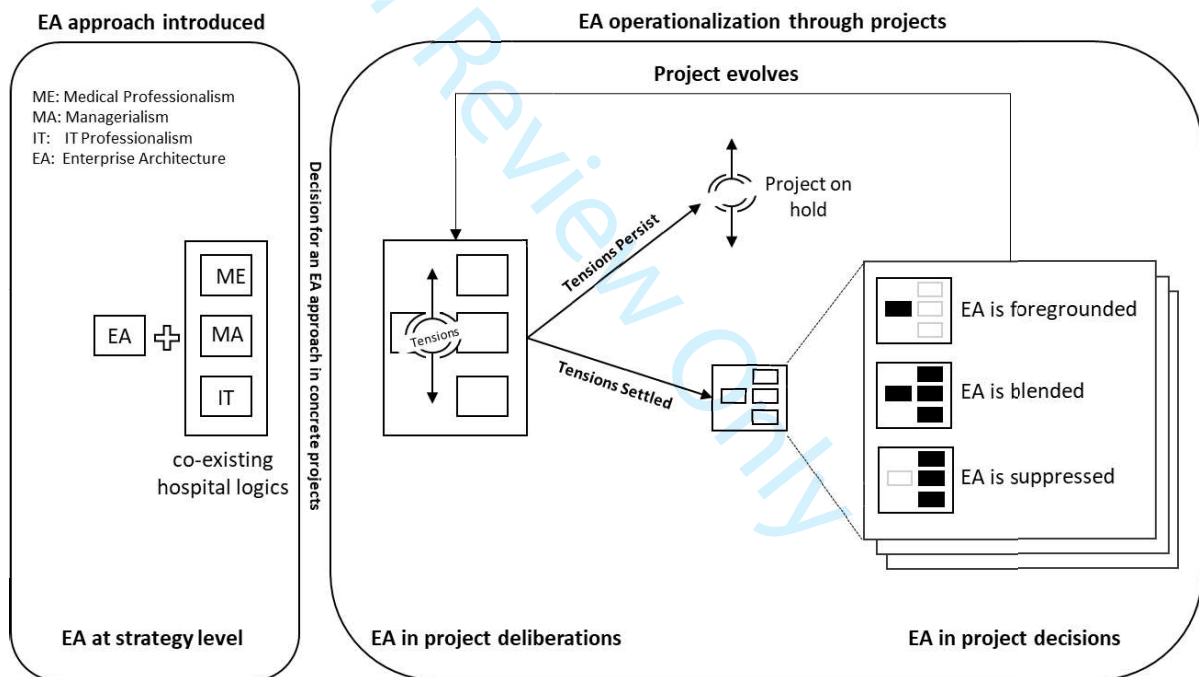 EA approach introduced
EA operationalization through projects
ME: Medical Professionalism
MA: Managerialism
IT: IT Professionalism
EA: Enterprise Architecture
EA
ME
MA
IT
co-existing
hospital logics
EA at strategy level
Decision for an EA approach in concrete projects
Project evolves
Tensions
Tensions Persist
Project on
hold
Tensions Settled
EA is foregrounded
EA is blended
EA is suppressed
EA in project deliberations
EA in project decisions
Review Only